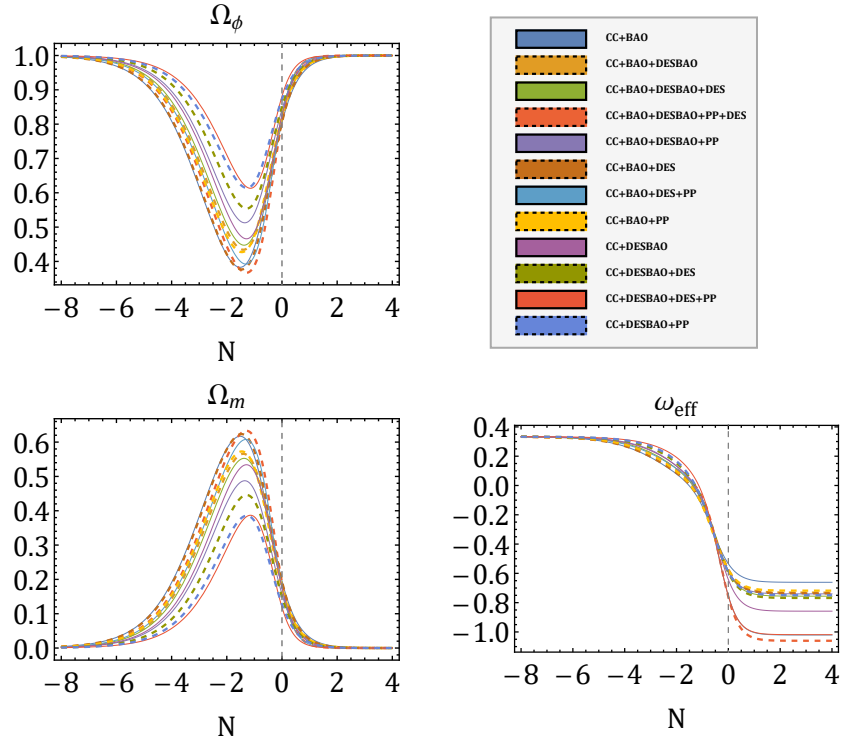 Ωϕ
1.0
0.9
0.8
0.7
0.6
0.5
0.4
−8 −6 −4 −2 0 2 4
N
CC+BAO
CC+BAO+DESBAO
CC+BAO+DESBAO+DES
CC+BAO+DESBAO+PP+DES
CC+BAO+DESBAO+PP
CC+BAO+DES
CC+BAO+DES+PP
CC+BAO+PP
CC+DESBAO
CC+DESBAO+DES
CC+DESBAO+DES+PP
CC+DESBAO+PP
Ωm
0.6
0.5
0.4
0.3
0.2
0.1
0.0
−8 −6 −4 −2 0 2 4
N
ωeff
0.4
0.2
0.0
−0.2
−0.4
−0.6
−0.8
−1.0
−8 −6 −4 −2 0 2 4
N